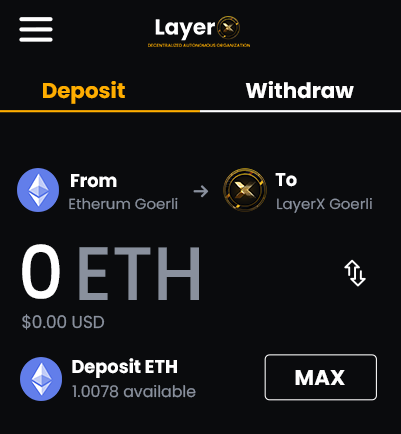 LayerX
DECENTRALIZED AUTONOMOUS ORGANIZATION
Deposit
Withdraw
From
Etherum Goerli
To
LayerX Goerli
0 ETH
$0.00 USD
Deposit ETH
1.0078 available
MAX